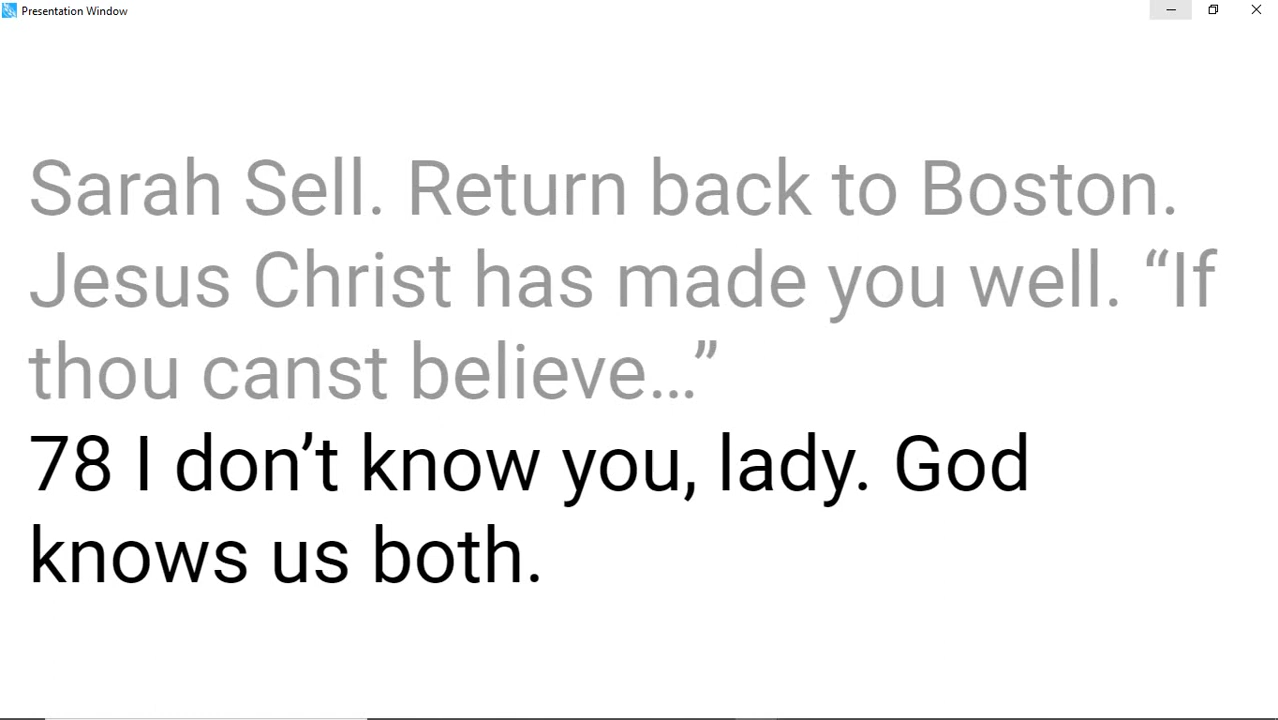 Presentation Window
Sarah Sell. Return back to Boston.
Jesus Christ has made you well. “If
thou canst believe…”
78 I don’t know you, lady. God
knows us both.